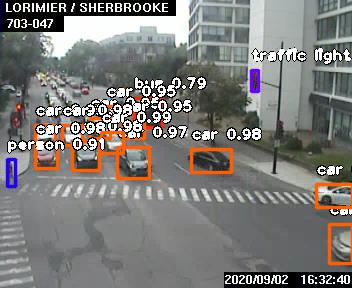 LORIMIER / SHERBROOKE
703-047
traffic light
bus 0.79
car 0.95
car 0.95
car 0.98
car 0.99
car 0.98
0.98
car 0.97
car 0.98
person 0.91
car
car
2020/09/02 16:32:40